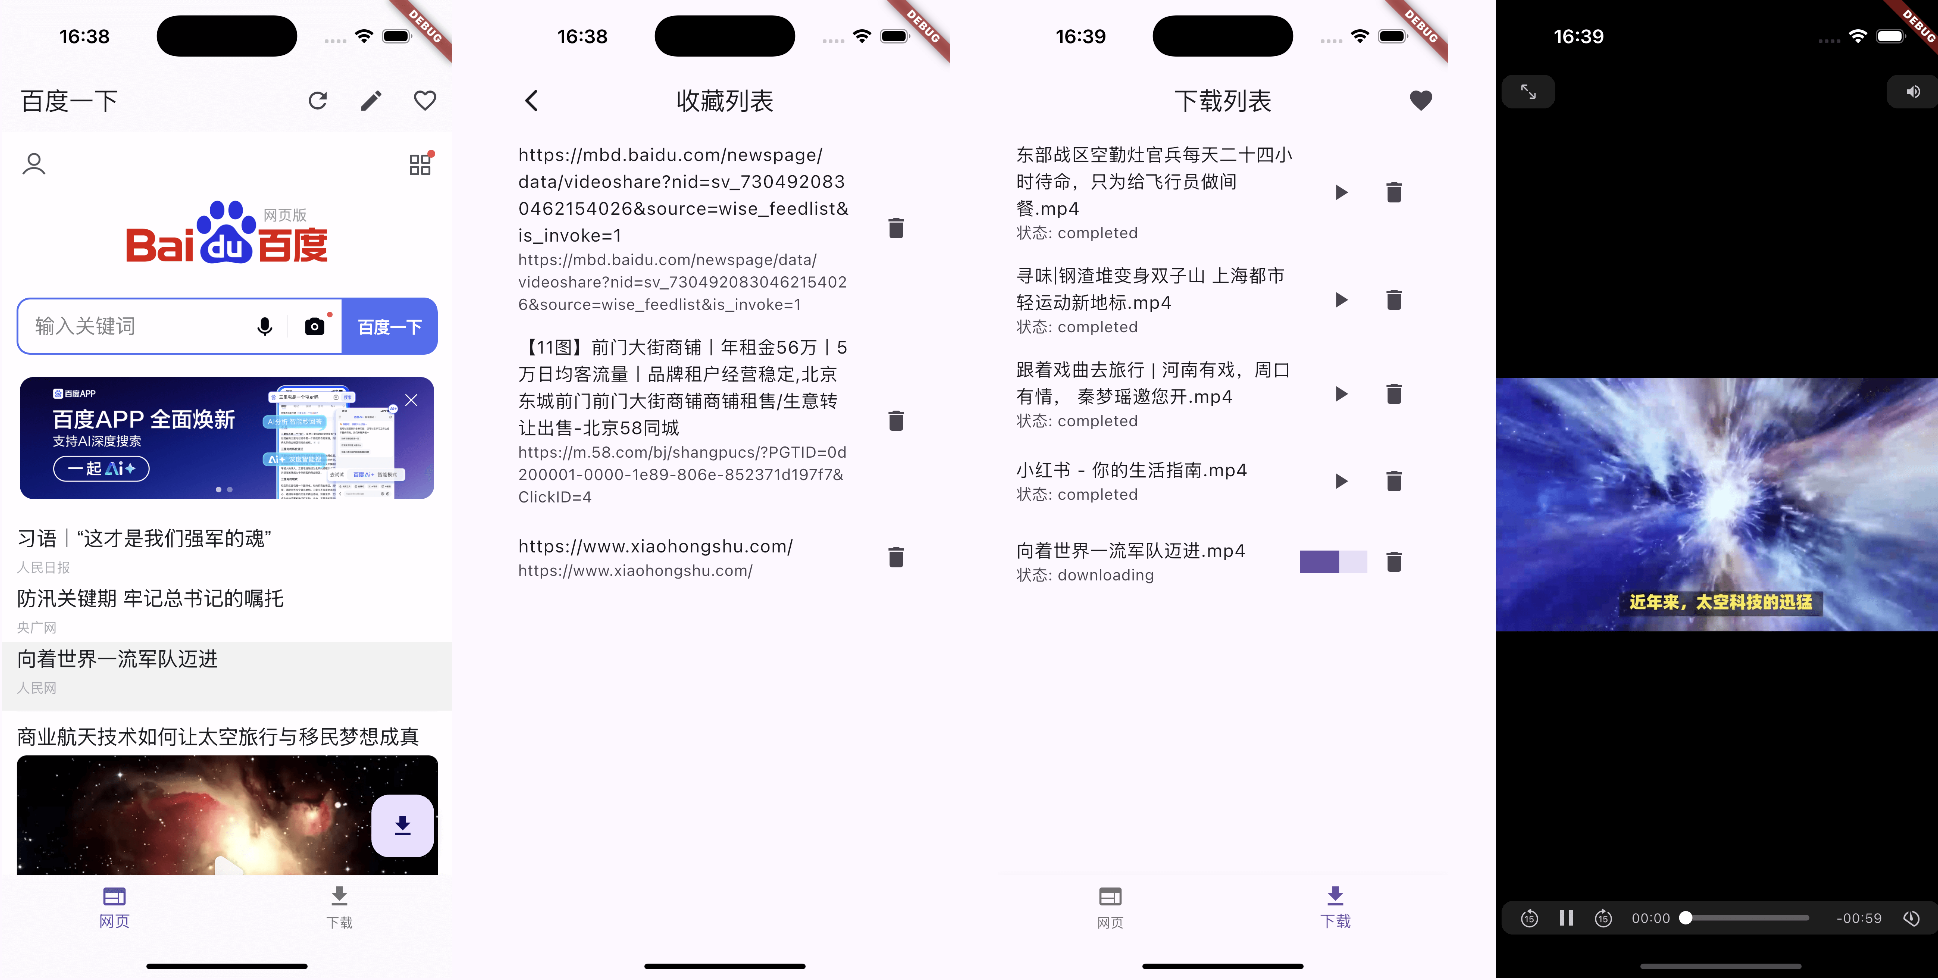 16:38
DEBUG
百度一下
网页版
Bai du 百度
输入关键词
百度一下
百度APP
百度APP 全面焕新
支持AI深度搜索
一起 Ai+
习语｜“这才是我们强军的魂”
人民日报
防汛关键期 牢记总书记的嘱托
央广网
向着世界一流军队迈进
人民网
商业航天技术如何让太空旅行与移民梦想成真
网页
下载
16:38
DEBUG
收藏列表
https://mbd.baidu.com/newspage/
data/videoshare?nid=sv_730492083
0462154026&source=wise_feedlist&
is_invoke=1
https://mbd.baidu.com/newspage/data/
videoshare?nid=sv_730492083046215402
6&source=wise_feedlist&is_invoke=1
【11图】前门大街商铺丨年租金56万丨5
万日均客流量丨品牌租户经营稳定,北京
东城前门前门大街商铺商铺租售/生意转
让出售-北京58同城
https://m.58.com/bj/shangpucs/?PGTID=0d
200001-0000-1e89-806e-852371d197f7&
ClickID=4
https://www.xiaohongshu.com/
https://www.xiaohongshu.com/
16:39
DEBUG
下载列表
东部战区空勤灶官兵每天二十四小
时待命，只为给飞行员做间
餐.mp4
状态: completed
寻味|钢渣堆变身双子山 上海都市
轻运动新地标.mp4
状态: completed
跟着戏曲去旅行 | 河南有戏，周口
有情， 秦梦瑶邀您开.mp4
状态: completed
小红书 - 你的生活指南.mp4
状态: completed
向着世界一流军队迈进.mp4
状态: downloading
网页
下载
16:39
DEBUG
近年来，太空科技的迅猛
15
15
00:00
-00:59